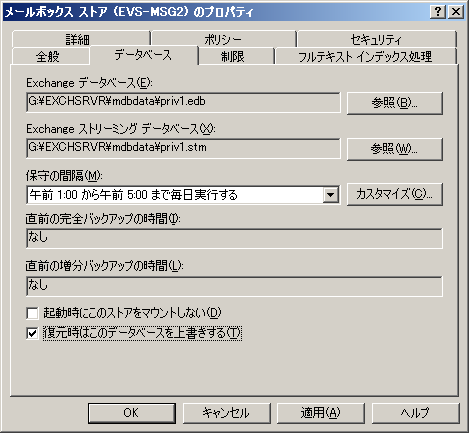 メールボックス ストア (EVS-MSG2) のプロパティ
詳細 ポリシー セキュリティ
全般 データベース 制限 フルテキスト インデックス処理
Exchange データベース(E):
G:¥EXCHSRVR¥mdbdata¥priv1.edb 参照(B)...
Exchange ストリーミング データベース(X):
G:¥EXCHSRVR¥mdbdata¥priv1.stm 参照(W)...
保守の間隔(M):
午前 1:00 から午前 5:00 まで毎日実行する カスタマイズ(C)...
直前の完全バックアップの時間(I):
なし
直前の増分バックアップの時間(L):
なし
起動時にこのストアをマウントしない(D)
復元時はこのデータベースを上書きする(T)
OK キャンセル 適用(A) ヘルプ